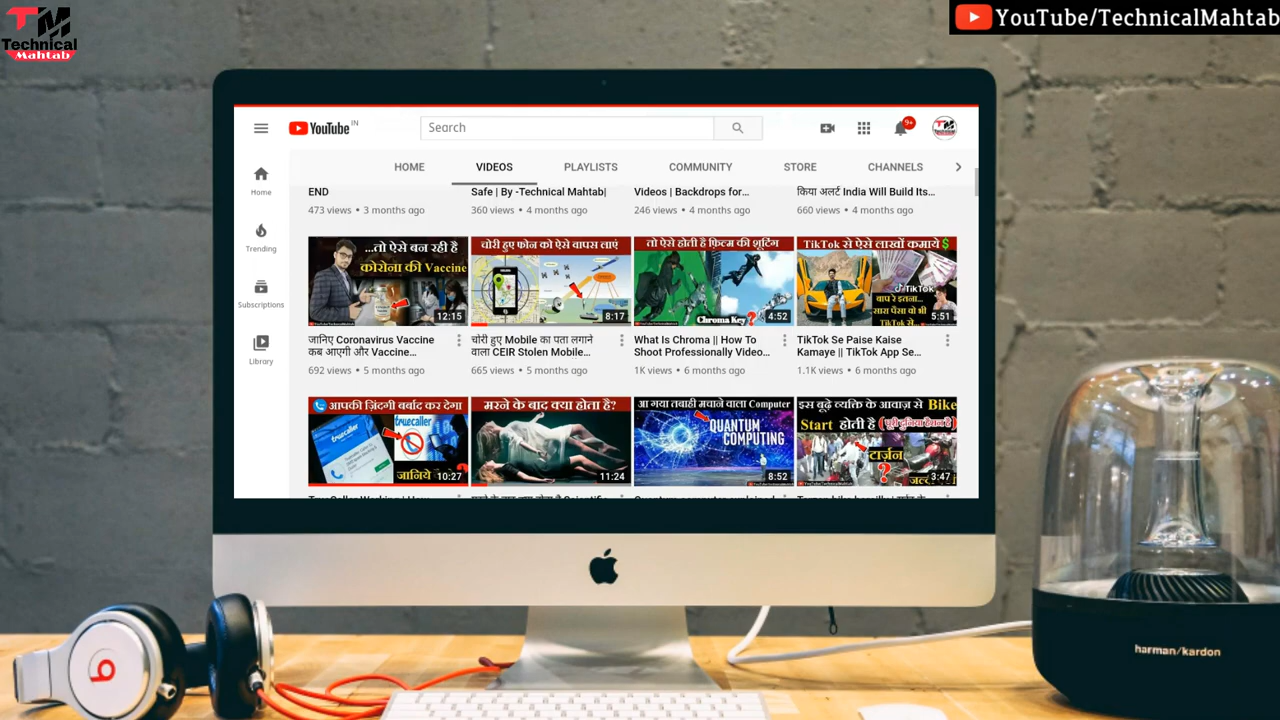 TM
Technical
Mahtab
YouTube/TechnicalMahtab
YouTube IN
Search
9+
HOME
VIDEOS
PLAYLISTS
COMMUNITY
STORE
CHANNELS
Home
Trending
Subscriptions
Library
END
473 views • 3 months ago
Safe | By -Technical Mahtab|
360 views • 4 months ago
Videos | Backdrops for...
246 views • 4 months ago
किया अलर्ट India Will Build Its...
660 views • 4 months ago
...तो ऐसे बन रही है
कोरोना की Vaccine
12:15
चोरी हुए फोन को ऐसे वापस लाएं
8:17
तो ऐसे होती है फ़िल्म की शूटिंग
Chroma Key?
4:52
TikTok से ऐसे लाखों कमाये $
TikTok
बाप रे इतना...
सारा पैसा वो भी
TikTok से...
5:51
जानिए Coronavirus Vaccine
कब आएगी और Vaccine...
692 views • 5 months ago
चोरी हुए Mobile का पता लगाने
वाला CEIR Stolen Mobile...
665 views • 5 months ago
What Is Chroma || How To
Shoot Professionally Video...
1K views • 6 months ago
TikTok Se Paise Kaise
Kamaye || TikTok App Se...
1.1K views • 6 months ago
आपकी ज़िंदगी बर्बाद कर देगा
truecaller
truecaller
जानिये ?
10:27
मरने के बाद क्या होता है?
11:24
आ गया तबाही मचाने वाला Computer
QUANTUM
COMPUTING
8:52
इस बूढ़े व्यक्ति के आवाज़ से Bike
Start होती है (पूरी दुनिया हैरान है)
टार्ज़न
?
3:47
harman/kardon